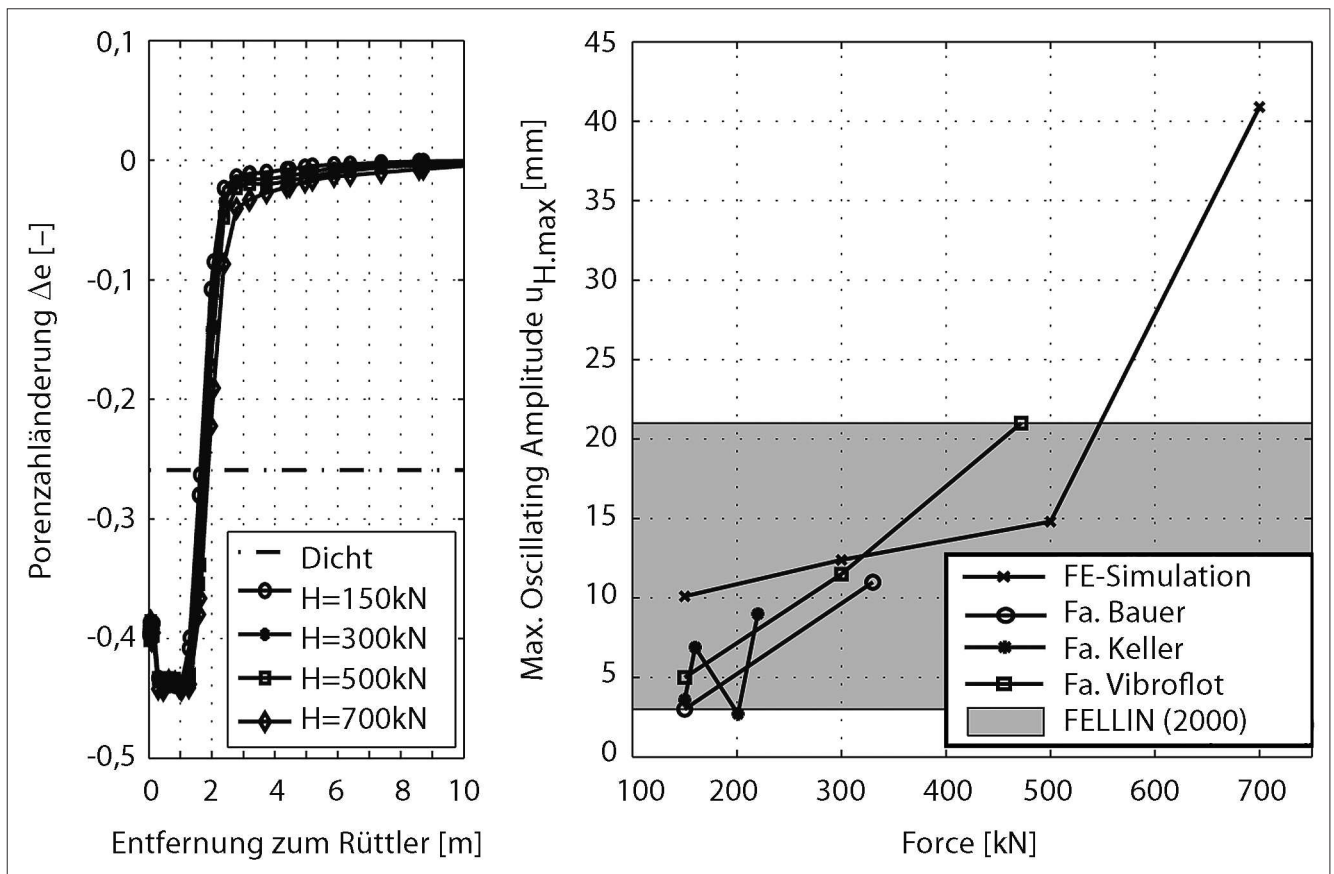 Porenzahländerung Δe [–]
0,1
0
-0,1
-0,2
-0,3
-0,4
-0,5
0 2 4 6 8 10
Entfernung zum Rüttler [m]
Dicht
H=150kN
H=300kN
H=500kN
H=700kN
Max. Oscillating Amplitude uH.max [mm]
45
40
35
30
25
20
15
10
5
0
100 200 300 400 500 600 700
Force [kN]
FE-Simulation
Fa. Bauer
Fa. Keller
Fa. Vibroflot
FELLIN (2000)